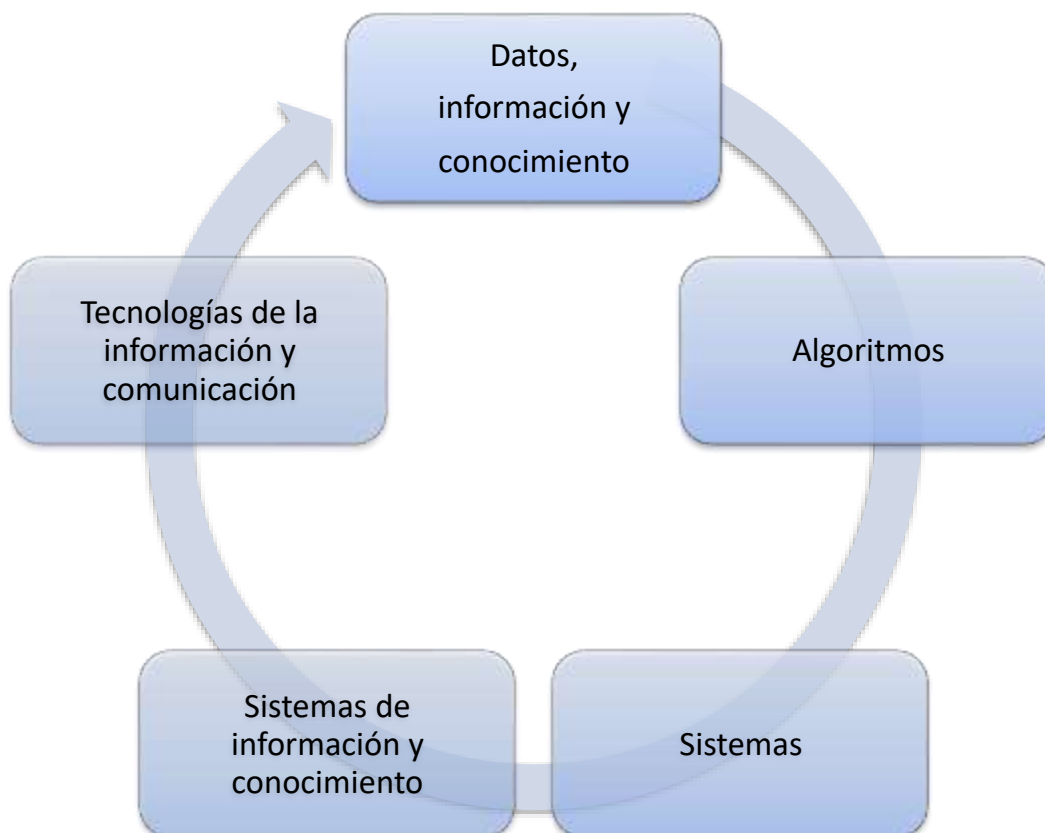 Datos,
información y
conocimiento
Algoritmos
Sistemas
Sistemas de
información y
conocimiento
Tecnologías de la
información y
comunicación